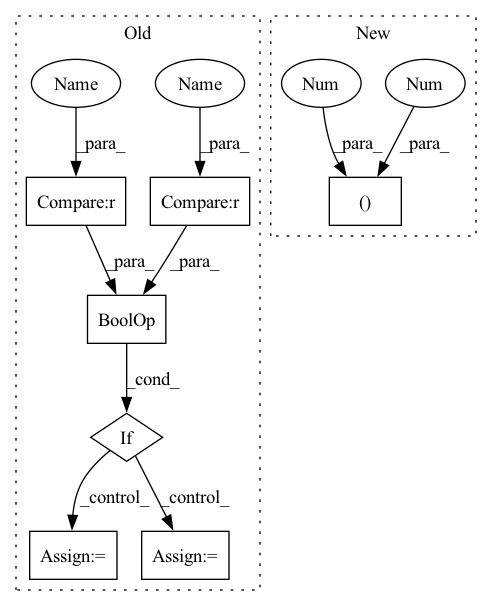 Old
New
Name
Name
Num
Num
_para_
_para_
_para_
_para_
Compare:r
Compare:r
()
_para_
_para_
BoolOp
_cond_
If
_control_
_control_
Assign:=
Assign:=